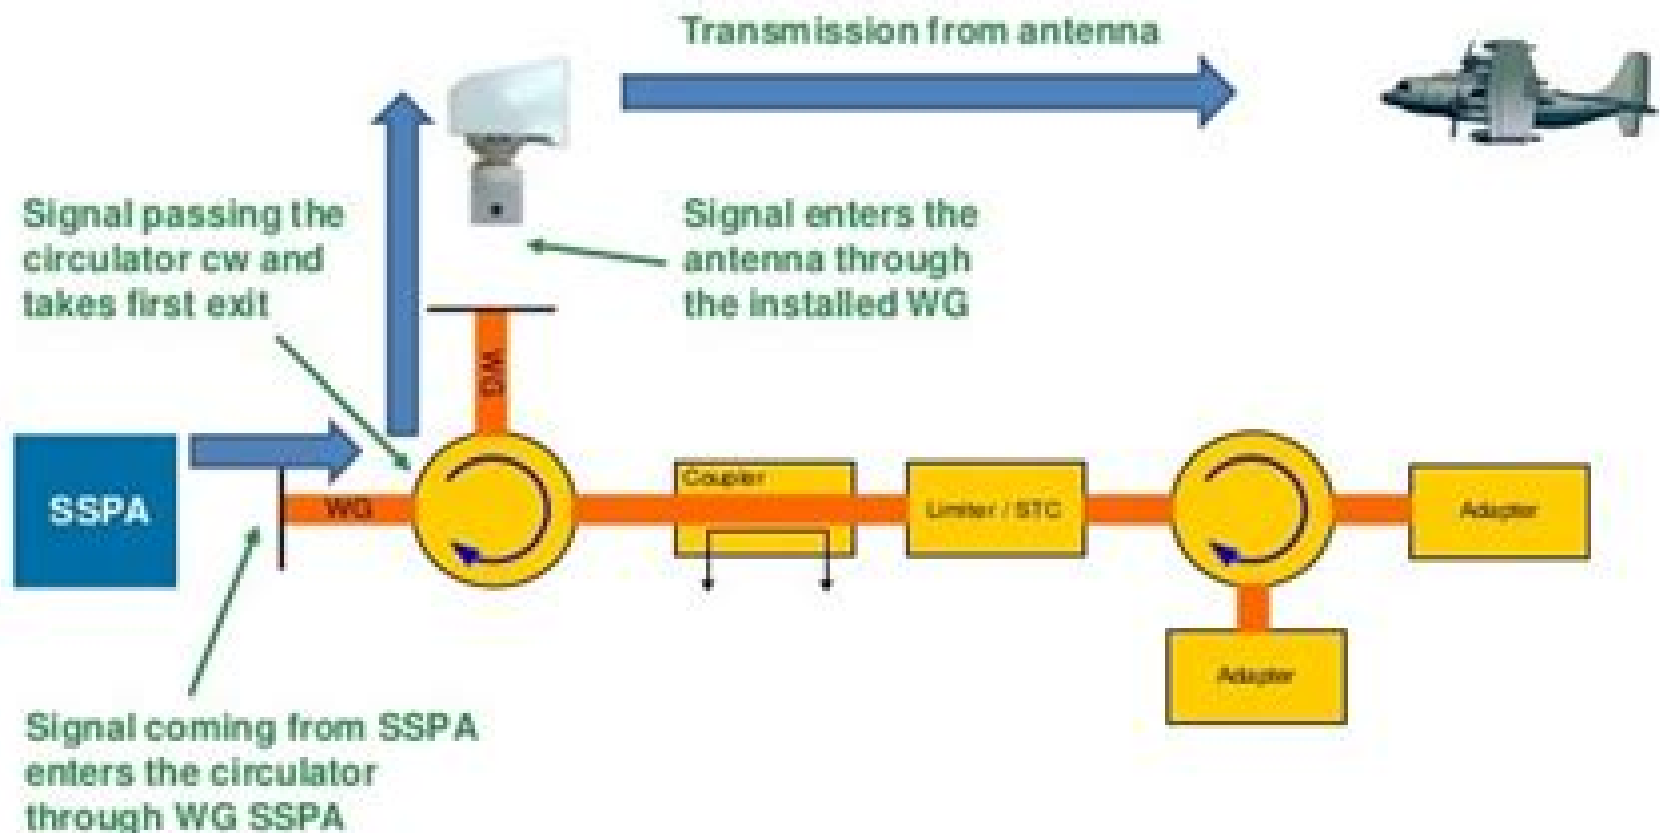 Transmission from antenna
Signal passing the
circulator cw and
takes first exit
Signal enters the
antenna through
the installed WG
WG
SSPA
WG
Coupler
Limiter / STC
Adapter
Adapter
Signal coming from SSPA
enters the circulator
through WG SSPA